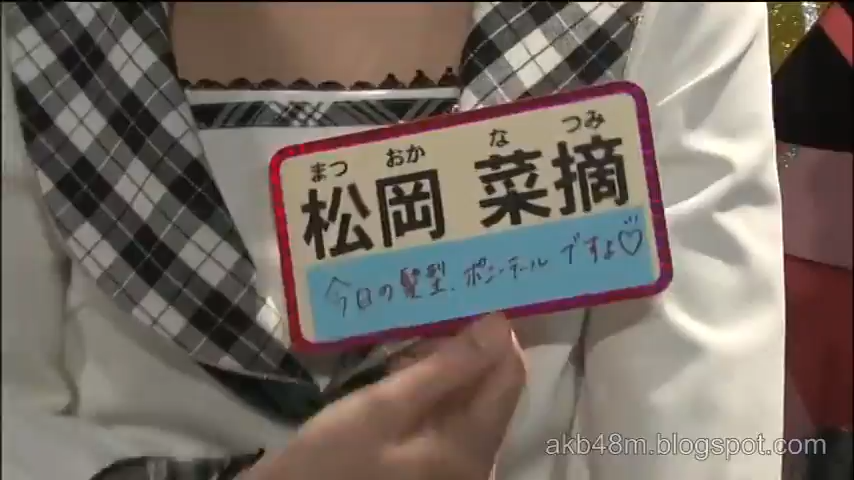 まつ おか な つみ
松岡 菜摘
今日の髪型、ポニーテールですよ♡
akb48m.blogspot.com